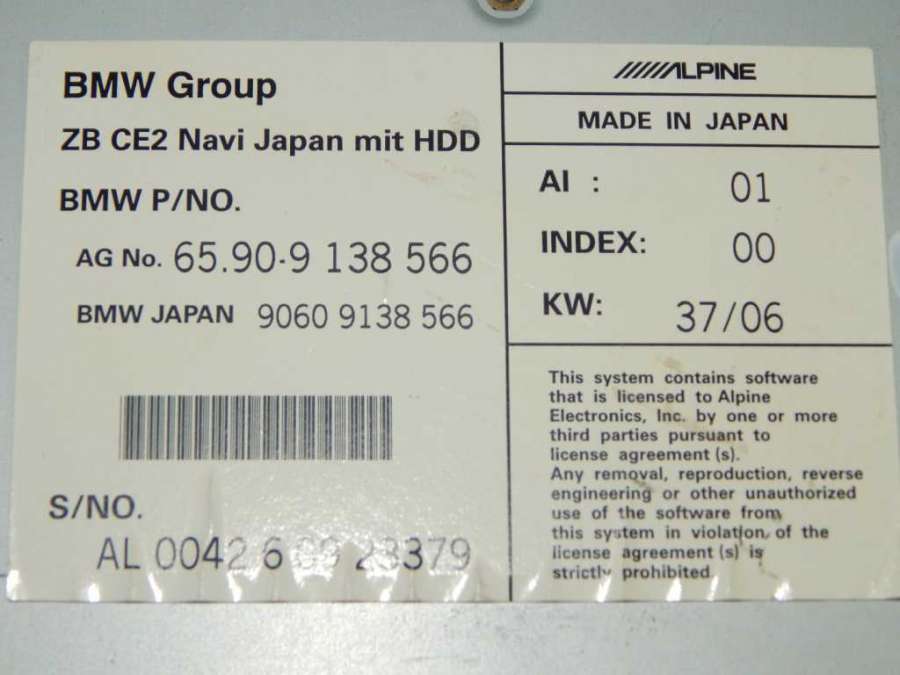 BMW Group
ZB CE2 Navi Japan mit HDD
BMW P/NO.
AG No. 65.90-9 138 566
BMW JAPAN 9060 9138 566
S/NO.
AL 0042 6 23379
ALPINE
MADE IN JAPAN
AI : 01
INDEX: 00
KW: 37/06
This system contains software
that is licensed to Alpine
Electronics, Inc. by one or more
third parties pursuant to
license agreement (s).
Any removal, reproduction, reverse
engineering or other unauthorized
use of the software from
this system in violation of the
license agreement (s) is
strictly prohibited